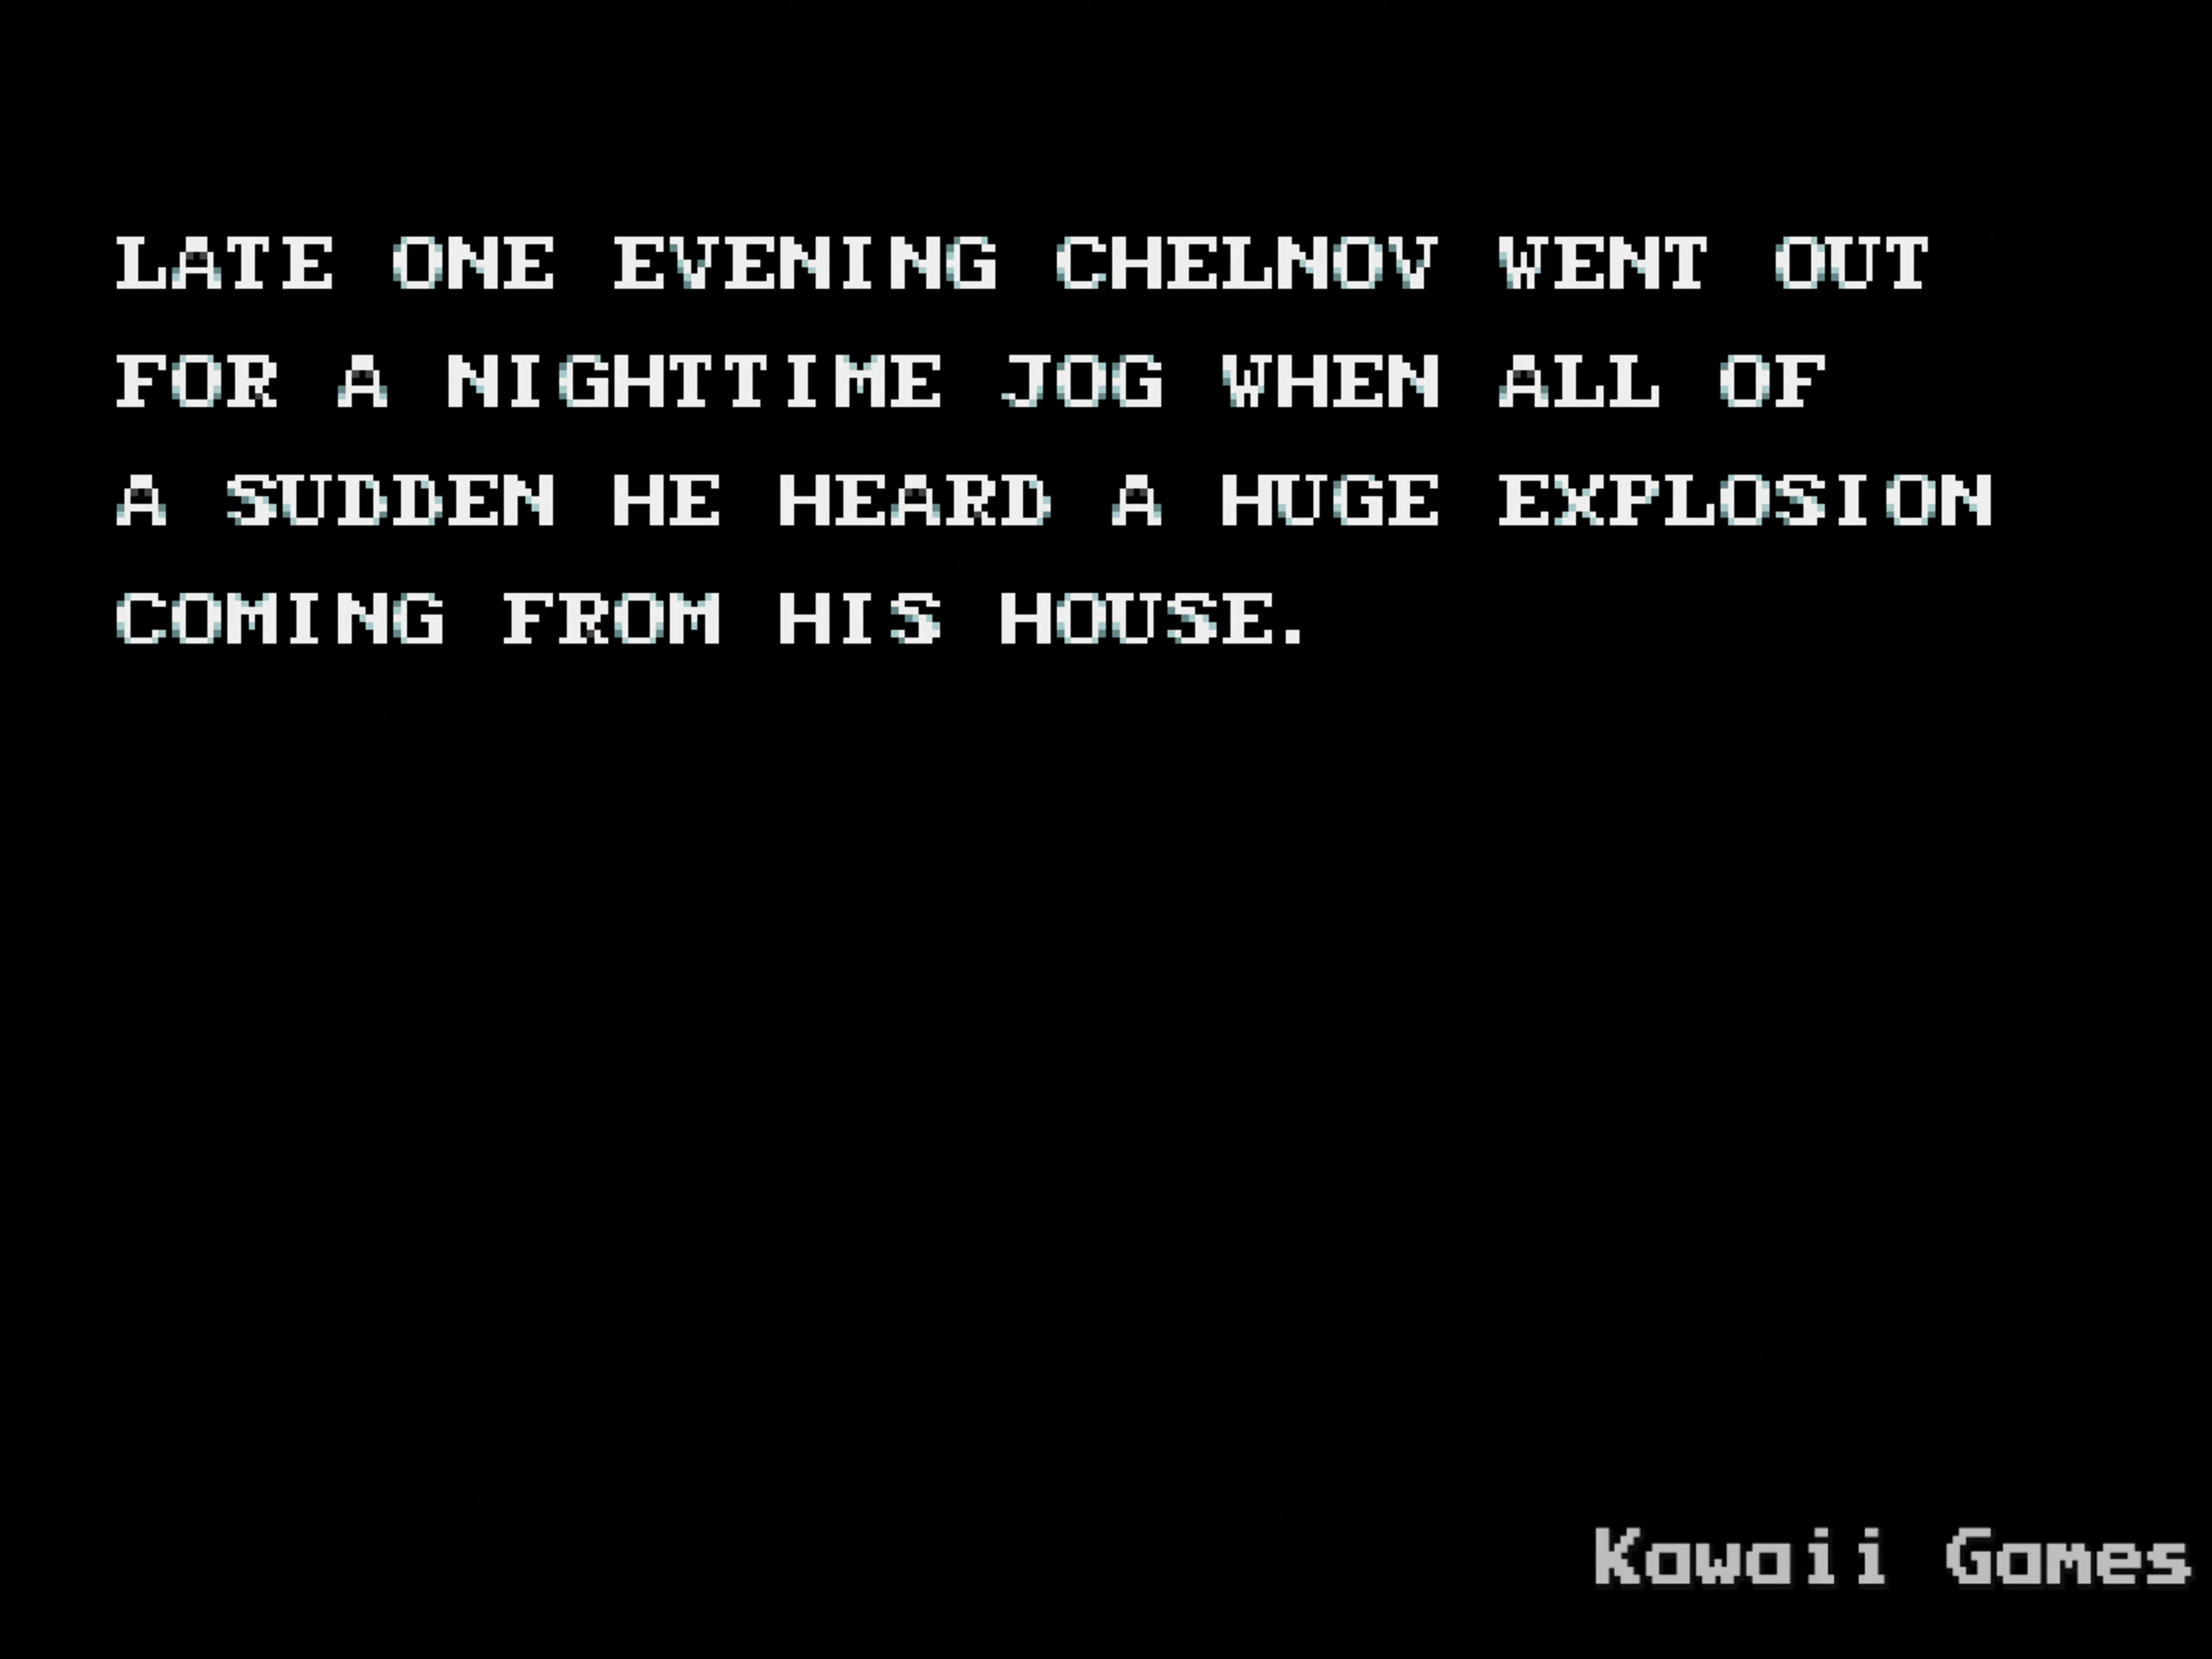 LATE ONE EVENING CHELNOV WENT OUT
FOR A NIGHTTIME JOG WHEN ALL OF
A SUDDEN HE HEARD A HUGE EXPLOSION
COMING FROM HIS HOUSE.
Kawaii Games